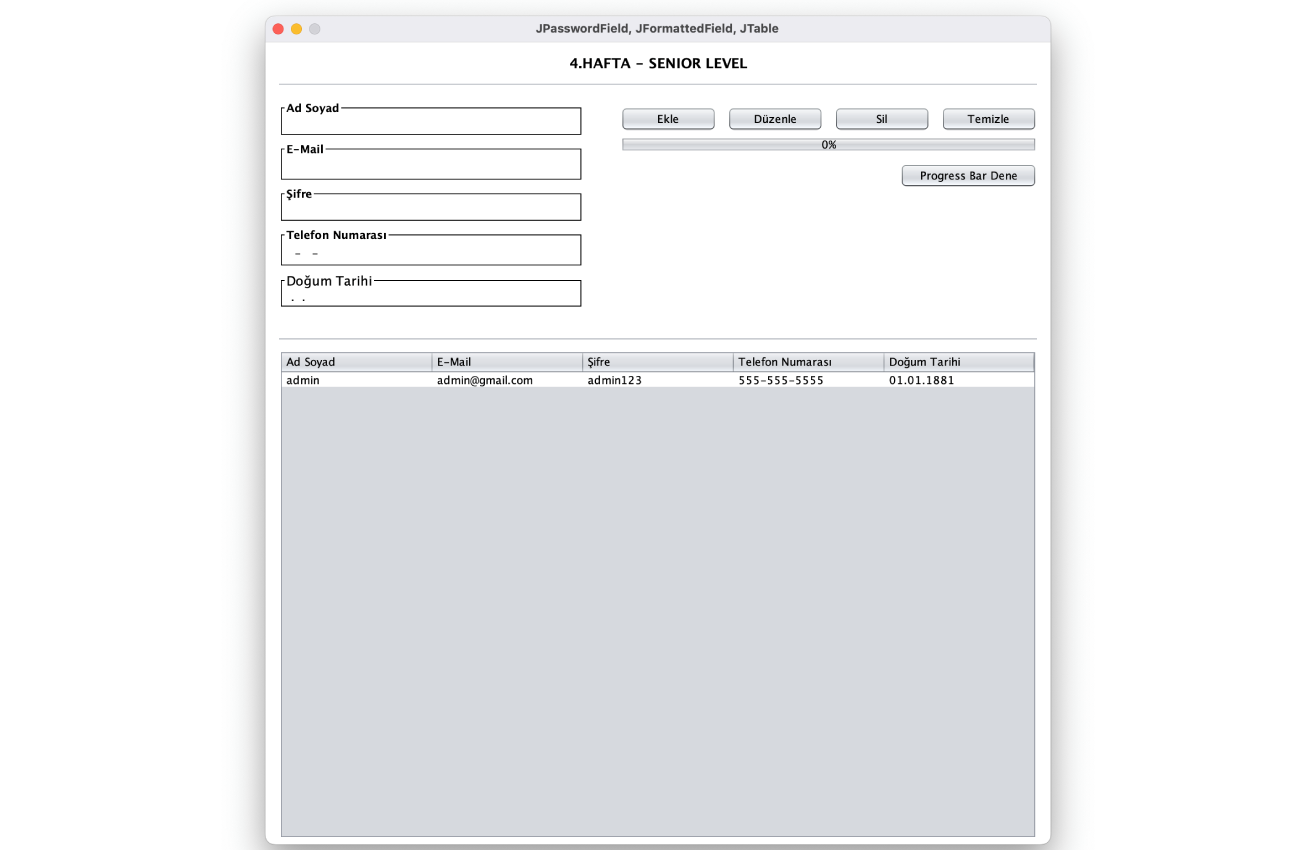 JPasswordField, JFormattedField, JTable
4.HAFTA - SENIOR LEVEL
Ad Soyad
E-Mail
Şifre
Telefon Numarası
- -
Doğum Tarihi
. .
Ekle Düzenle Sil Temizle
0%
Progress Bar Dene
Ad Soyad E-Mail Şifre Telefon Numarası Doğum Tarihi
admin admin@gmail.com admin123 555-555-5555 01.01.1881